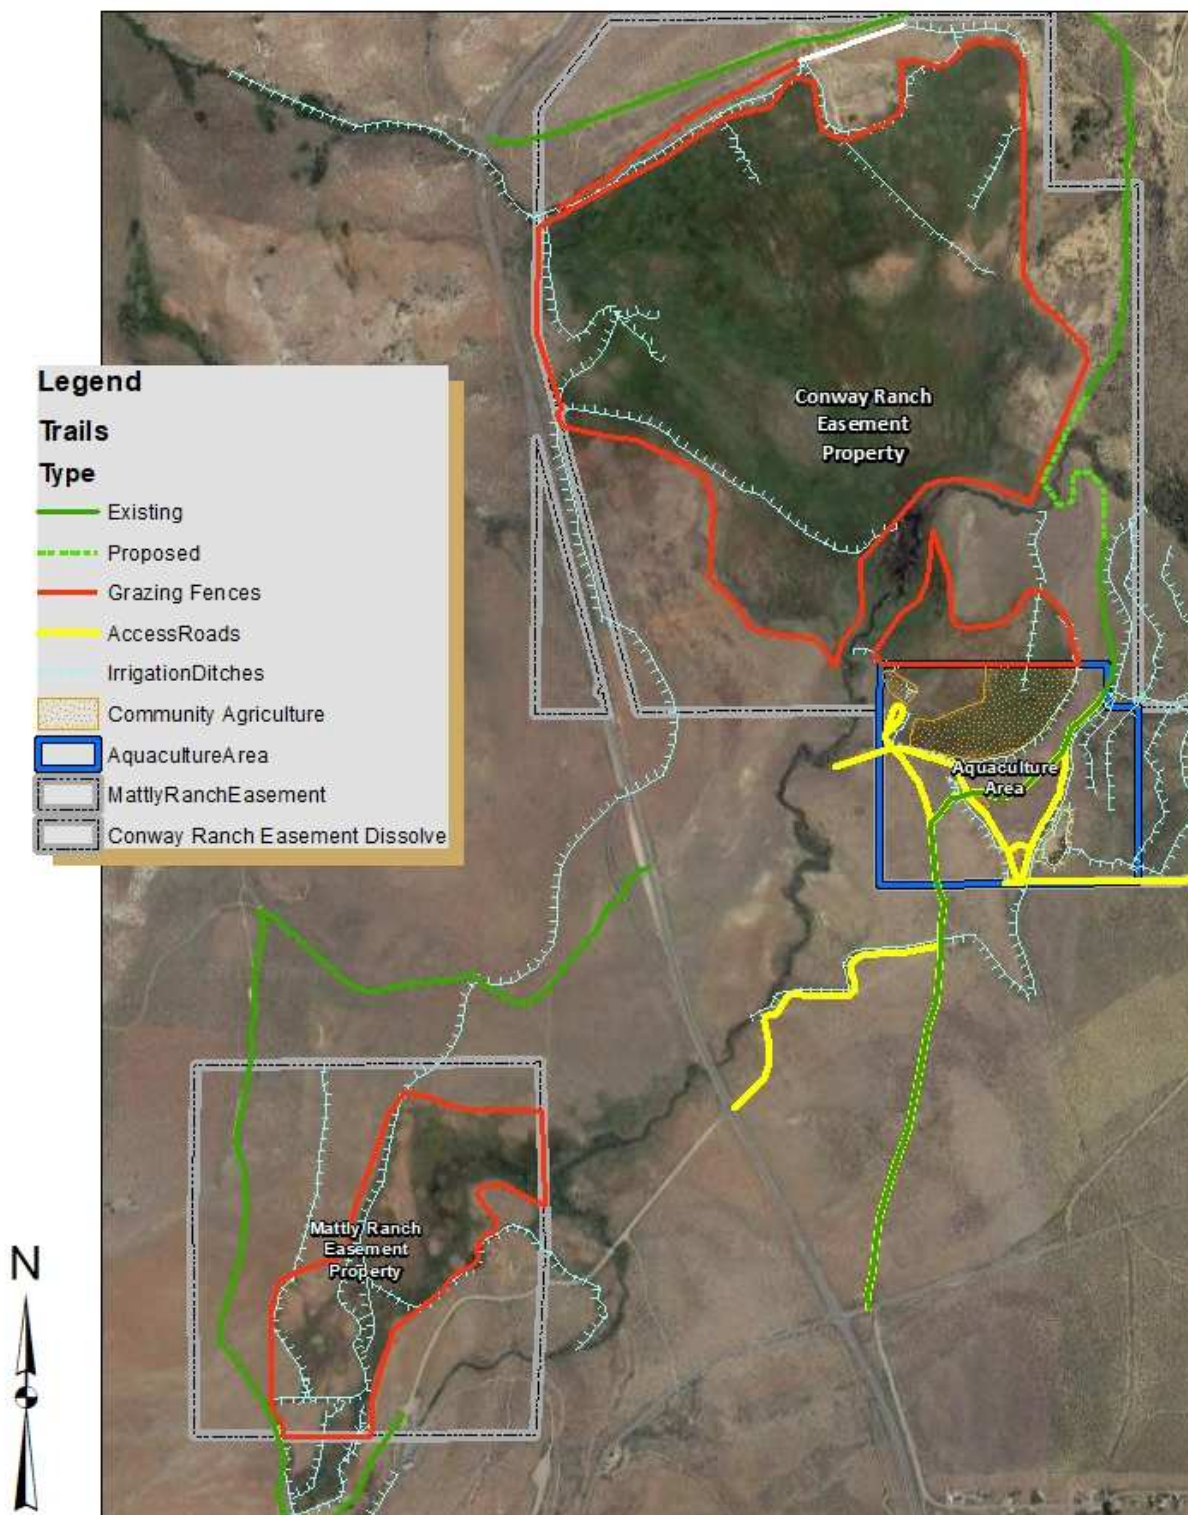 Conway Ranch
Easement
Property
Legend
Trails
Type
Existing
Proposed
Grazing Fences
AccessRoads
IrrigationDitches
Community Agriculture
AquacultureArea
MattlyRanchEasement
Conway Ranch Easement Dissolve
Aquaculture
Area
Mattly Ranch
Easement
Property
N